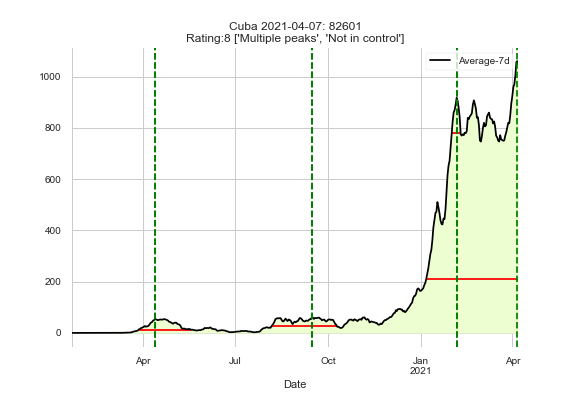 Cuba 2021-04-07: 82601
Rating:8 ['Multiple peaks', 'Not in control']
Average-7d
1000
800
600
400
200
0
Apr
Jul
Oct
Jan
2021
Apr
Date